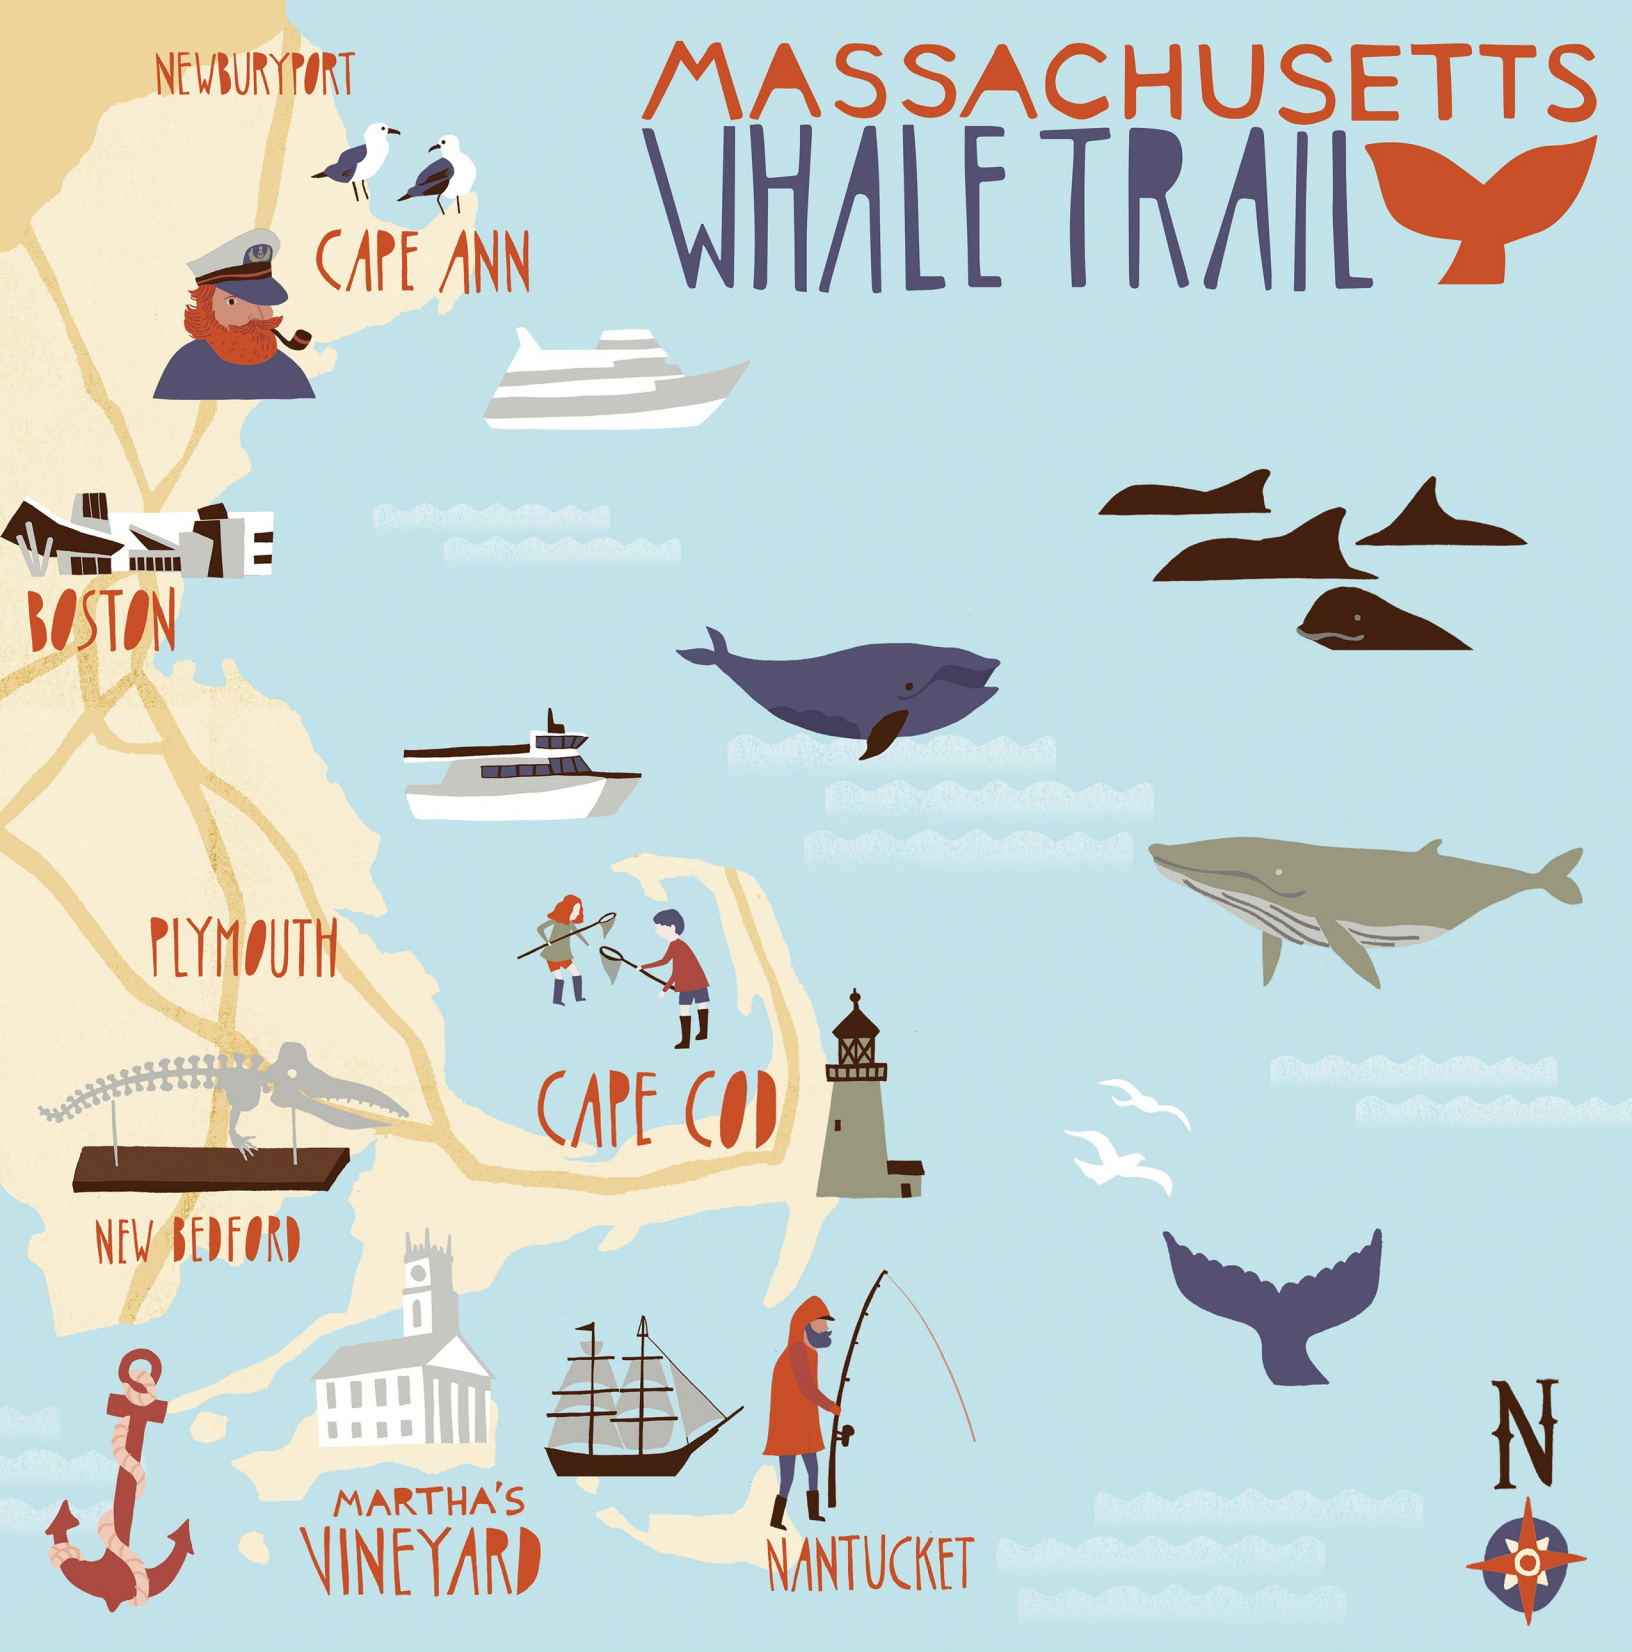 MASSACHUSETTS
WHALE TRAIL
NEWBURYPORT
CAPE ANN
BOSTON
PLYMOUTH
CAPE COD
NEW BEDFORD
MARTHA'S
VINEYARD
NANTUCKET
N